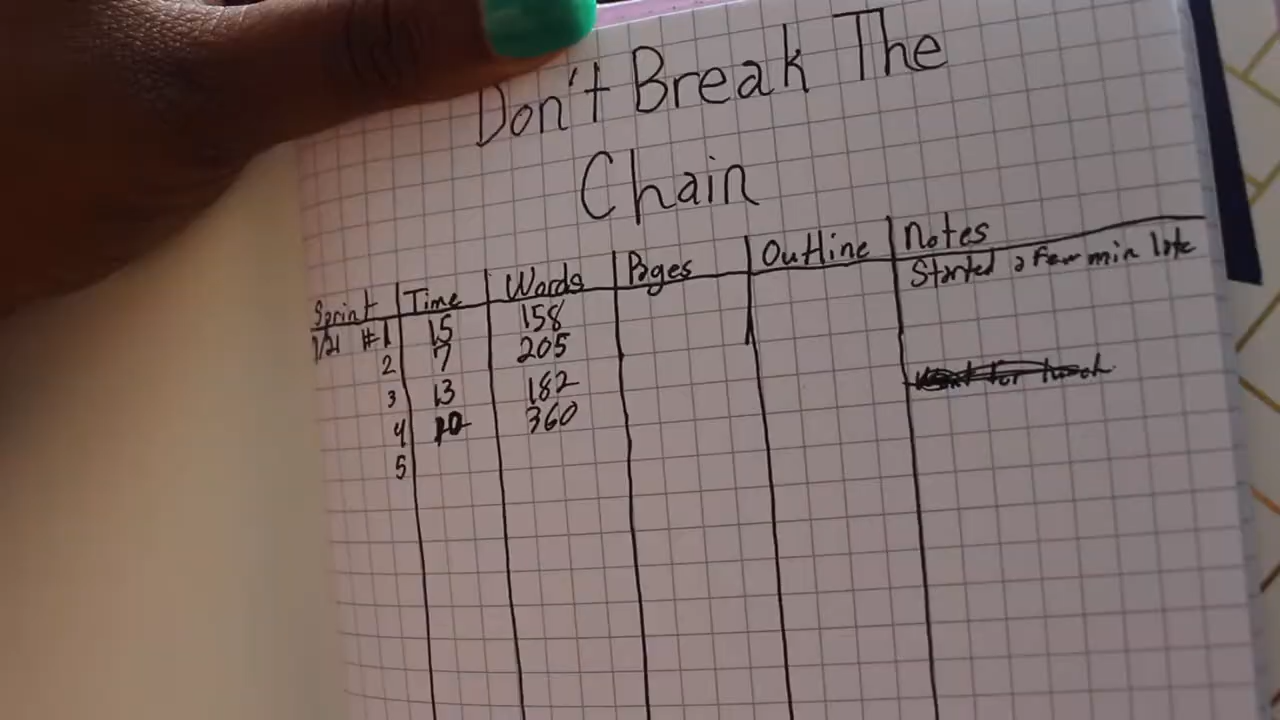 Don't Break The
Chain
Sprint Time Words Pages Outline Notes
7/21 #1 15 158 Started a few min late
2 7 205
3 13 182
4 10 360
5